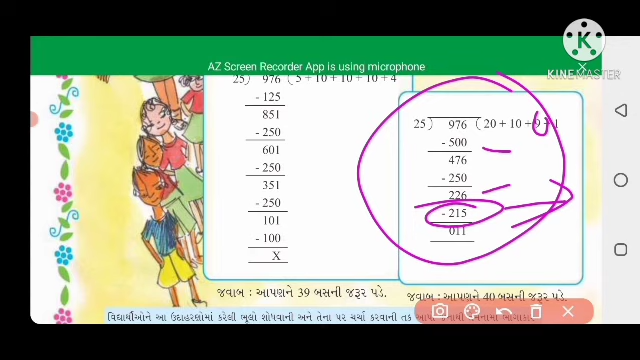 AZ Screen Recorder App is using microphone
KINEMASTER
25) 976 ( 5 + 10 + 10 + 10 + 4
- 125
851
- 250
601
- 250
351
- 250
101
- 100
X
જવાબ : આપણને 39 બસની જરૂર પડે.
25) 976 ( 20 + 10 + 9 + 1
- 500
476
- 250
226
- 215
011
જવાબ : આપણને 40 બસની જરૂર પડે.
વિદ્યાર્થીઓને આ ઉદાહરણોમાં કરેલી ભૂલો શોધવાની અને તેના પર ચર્ચા કરવાની તક